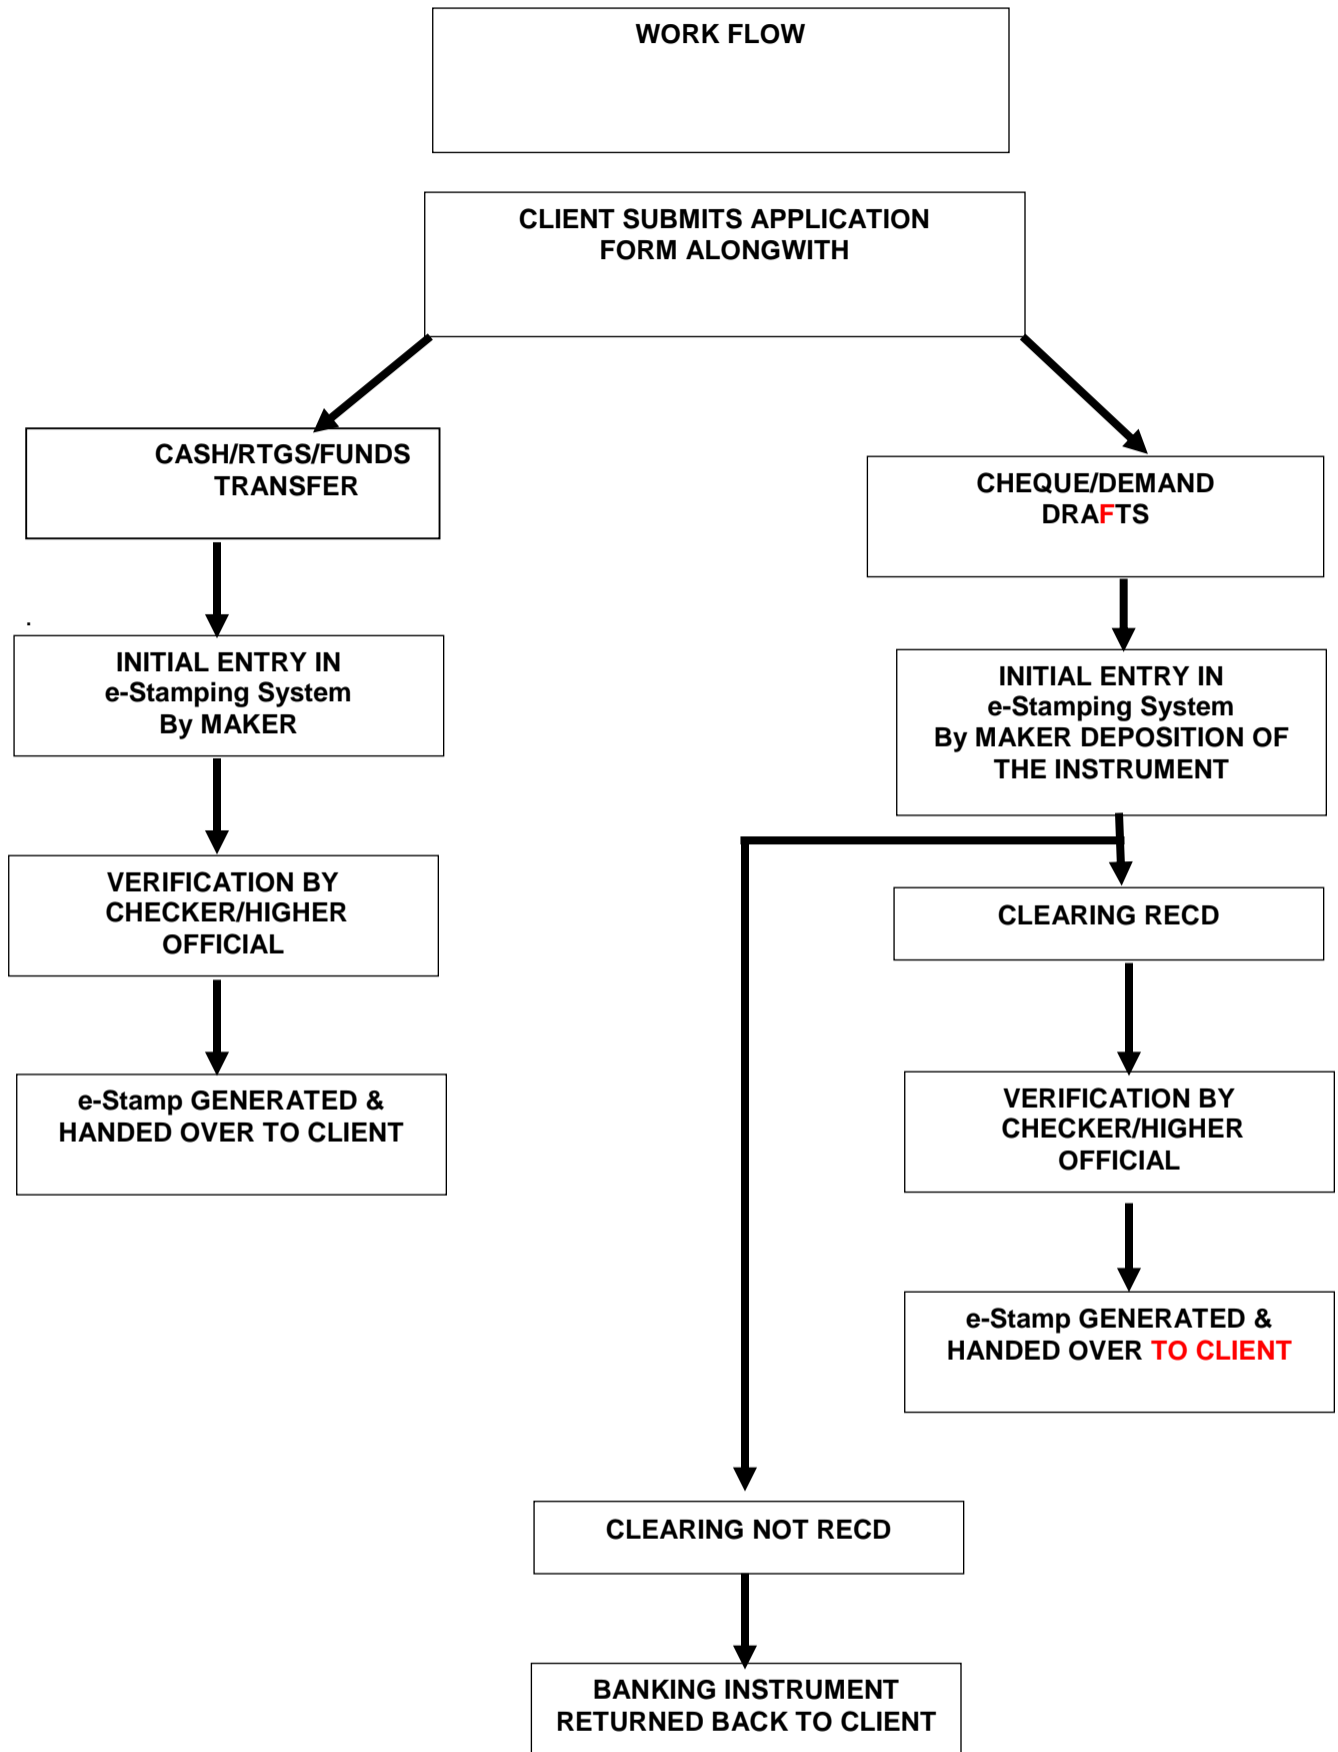 WORK FLOW
CLIENT SUBMITS APPLICATION
FORM ALONGWITH
CASH/RTGS/FUNDS
TRANSFER
CHEQUE/DEMAND
DRAFTS
.
INITIAL ENTRY IN
e-Stamping System
By MAKER
INITIAL ENTRY IN
e-Stamping System
By MAKER DEPOSITION OF
THE INSTRUMENT
VERIFICATION BY
CHECKER/HIGHER
OFFICIAL
CLEARING RECD
e-Stamp GENERATED &
HANDED OVER TO CLIENT
VERIFICATION BY
CHECKER/HIGHER
OFFICIAL
e-Stamp GENERATED &
HANDED OVER TO CLIENT
CLEARING NOT RECD
BANKING INSTRUMENT
RETURNED BACK TO CLIENT